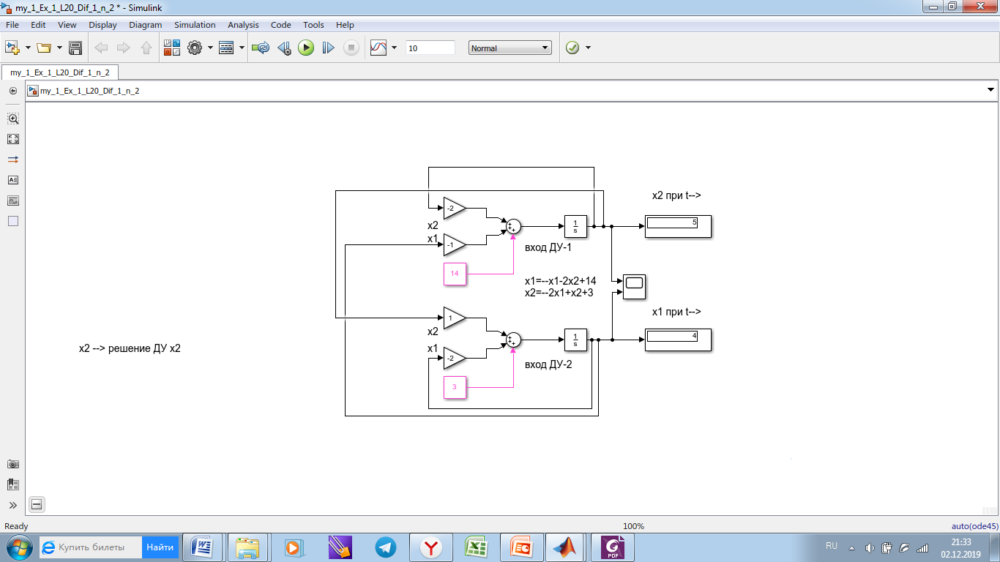 my_1_Ex_1_L20_Dif_1_n_2 * - Simulink
File Edit View Display Diagram Simulation Analysis Code Tools Help
10 Normal
my_1_Ex_1_L20_Dif_1_n_2
my_1_Ex_1_L20_Dif_1_n_2
x2 при t-->
-2
5
x2
1
s
x1
-1
вход ДУ-1
14
x1=--x1-2x2+14
x2=--2x1+x2+3
x1 при t-->
1
x2
4
1
s
x1
-2
x2 --> решение ДУ x2
вход ДУ-2
3
Ready 100% auto(ode45)
Купить билеты Найти
RU
21:33
02.12.2019
PDF